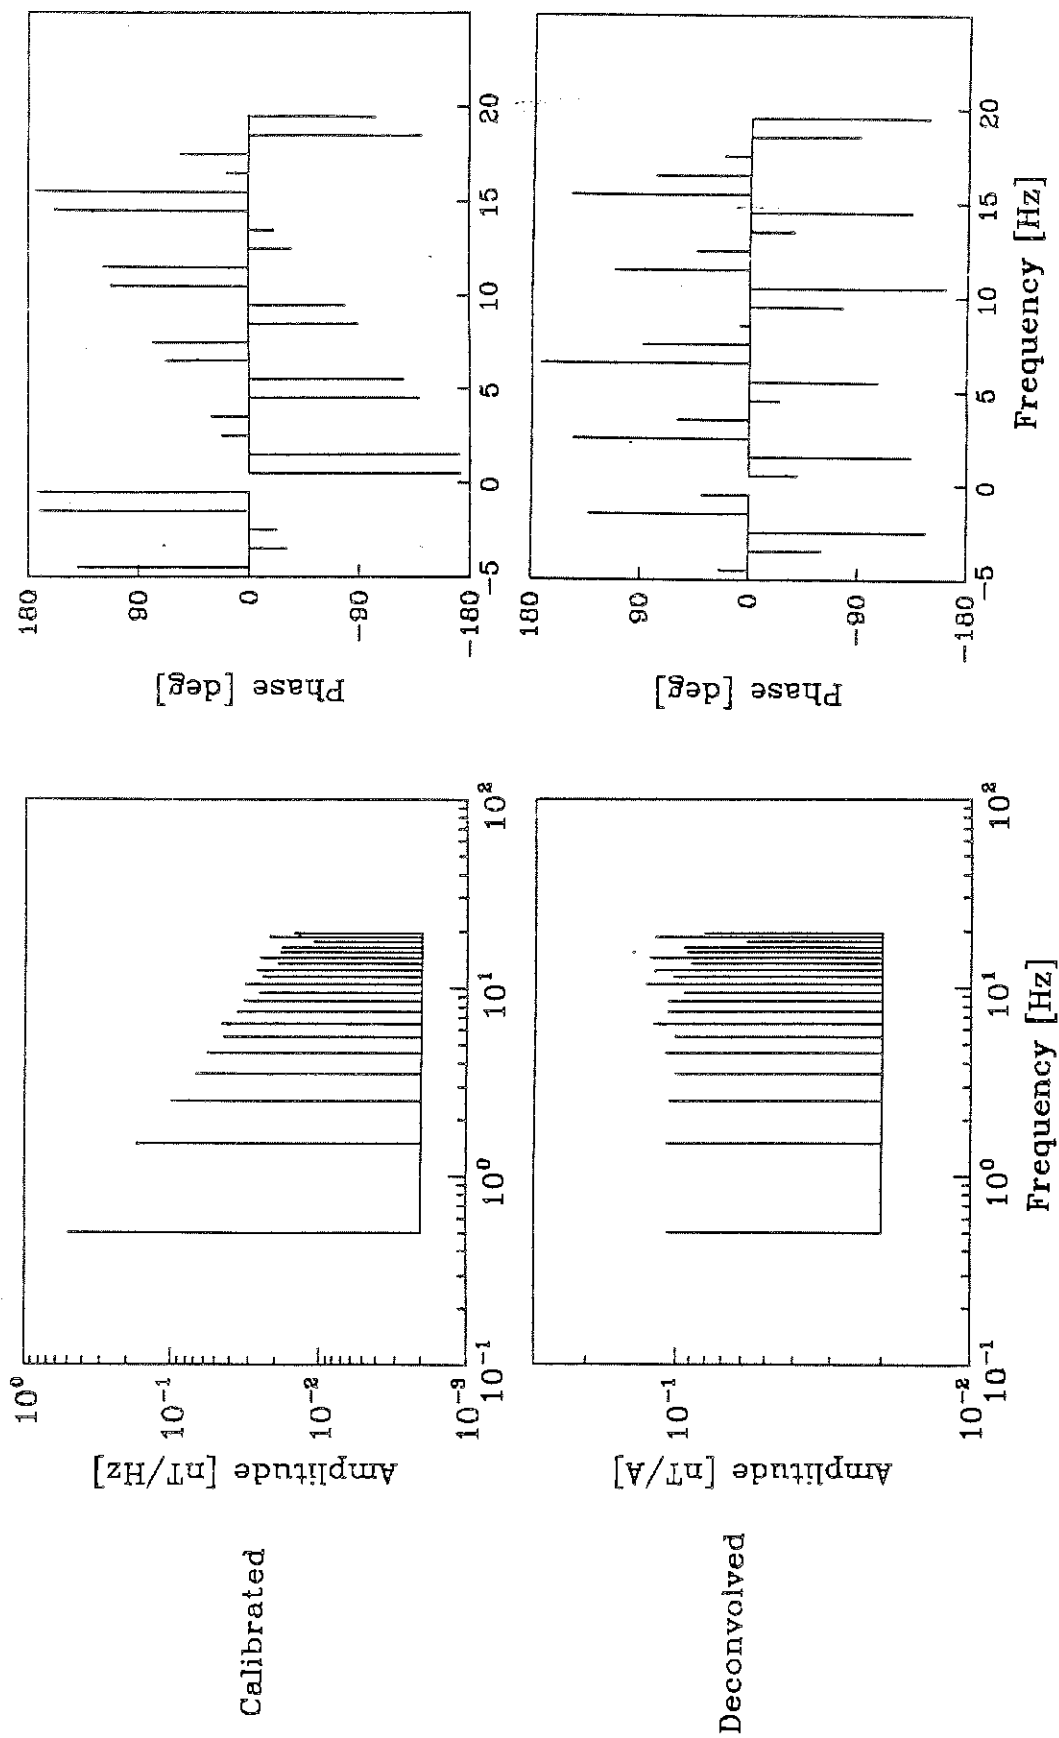 Calibrated
Amplitude [nT/Hz]
10⁰
10⁻¹
10⁻²
10⁻³
10⁻¹ 10⁰ 10¹ 10²
Phase [deg]
180
90
0
-90
-180
-5 0 5 10 15 20
Deconvolved
Amplitude [nT/A]
10⁻¹
10⁻²
10⁻¹ 10⁰ 10¹ 10²
Frequency [Hz]
Phase [deg]
180
90
0
-90
-180
-5 0 5 10 15 20
Frequency [Hz]